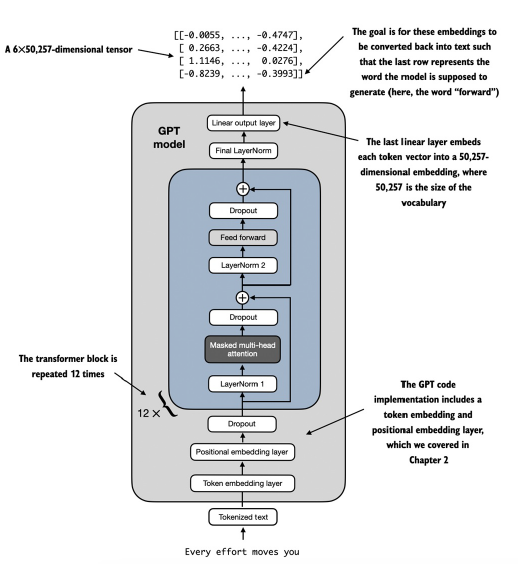 [[-0.0055, ..., -0.4747],
[ 0.2663, ..., -0.4224],
[ 1.1146, ..., 0.0276],
[-0.8239, ..., -0.3993]]
A 6×50,257-dimensional tensor
The goal is for these embeddings to
be converted back into text such
that the last row represents the
word the model is supposed to
generate (here, the word “forward”)
GPT
model
Linear output layer
Final LayerNorm
The last linear layer embeds
each token vector into a 50,257-
dimensional embedding, where
50,257 is the size of the
vocabulary
+
Dropout
Feed forward
LayerNorm 2
+
Dropout
Masked multi-head
attention
LayerNorm 1
The transformer block is
repeated 12 times
12 × {
Dropout
Positional embedding layer
Token embedding layer
The GPT code
implementation includes a
token embedding and
positional embedding layer,
which we covered in
Chapter 2
Tokenized text
Every effort moves you